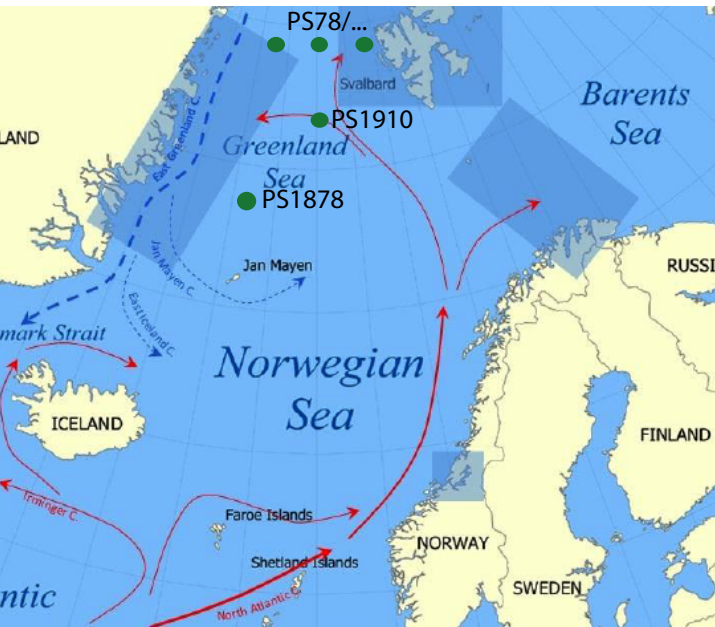 PS78/...
Svalbard
Barents
Sea
PS1910
LAND
East Greenland C.
Greenland
Sea
PS1878
Jan Mayen C.
Jan Mayen
RUSSI
East Iceland C.
mark Strait
Norwegian
Sea
ICELAND
FINLAND
Irminger C.
Faroe Islands
NORWAY
Shetland Islands
SWEDEN
ntic
North Atlantic C.